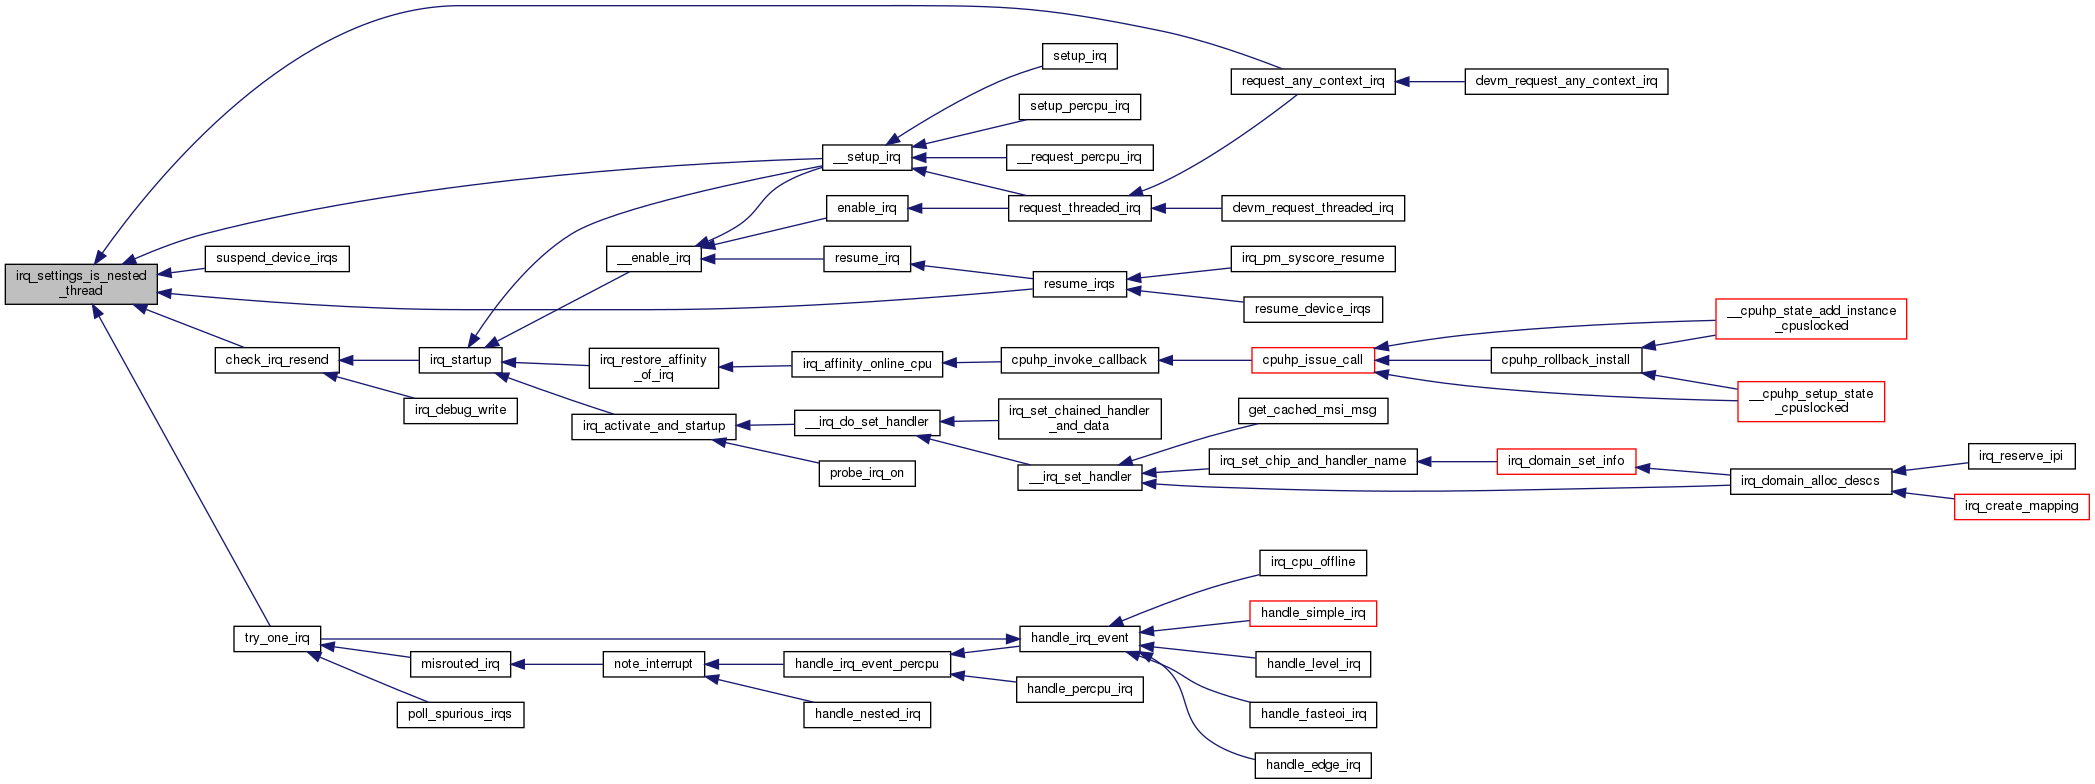 setup_irq
request_any_context_irq
devm_request_any_context_irq
setup_percpu_irq
__setup_irq
__request_percpu_irq
enable_irq
request_threaded_irq
devm_request_threaded_irq
irq_settings_is_nested
_thread
suspend_device_irqs
__enable_irq
resume_irq
irq_pm_syscore_resume
resume_irqs
resume_device_irqs
__cpuhp_state_add_instance
_cpuslocked
check_irq_resend
irq_startup
irq_restore_affinity
_of_irq
irq_affinity_online_cpu
cpuhp_invoke_callback
cpuhp_issue_call
cpuhp_rollback_install
__cpuhp_setup_state
_cpuslocked
irq_debug_write
irq_activate_and_startup
__irq_do_set_handler
irq_set_chained_handler
_and_data
get_cached_msi_msg
probe_irq_on
__irq_set_handler
irq_set_chip_and_handler_name
irq_domain_set_info
irq_domain_alloc_descs
irq_reserve_ipi
irq_create_mapping
irq_cpu_offline
handle_simple_irq
try_one_irq
handle_irq_event
misrouted_irq
note_interrupt
handle_irq_event_percpu
handle_level_irq
handle_percpu_irq
poll_spurious_irqs
handle_nested_irq
handle_fasteoi_irq
handle_edge_irq